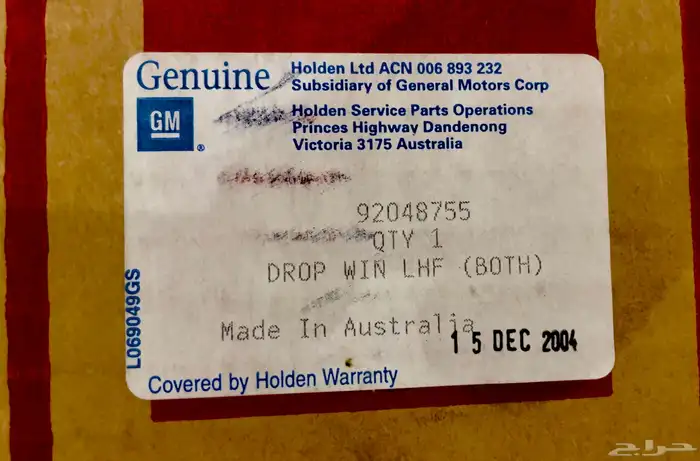 Genuine
GM
®
Holden Ltd ACN 006 893 232
Subsidiary of General Motors Corp
Holden Service Parts Operations
Princes Highway Dandenong
Victoria 3175 Australia
92048755
QTY 1
DROP WIN LHF (BOTH)
Made In Australia
15 DEC 2004
L069049GS
Covered by Holden Warranty
حراج